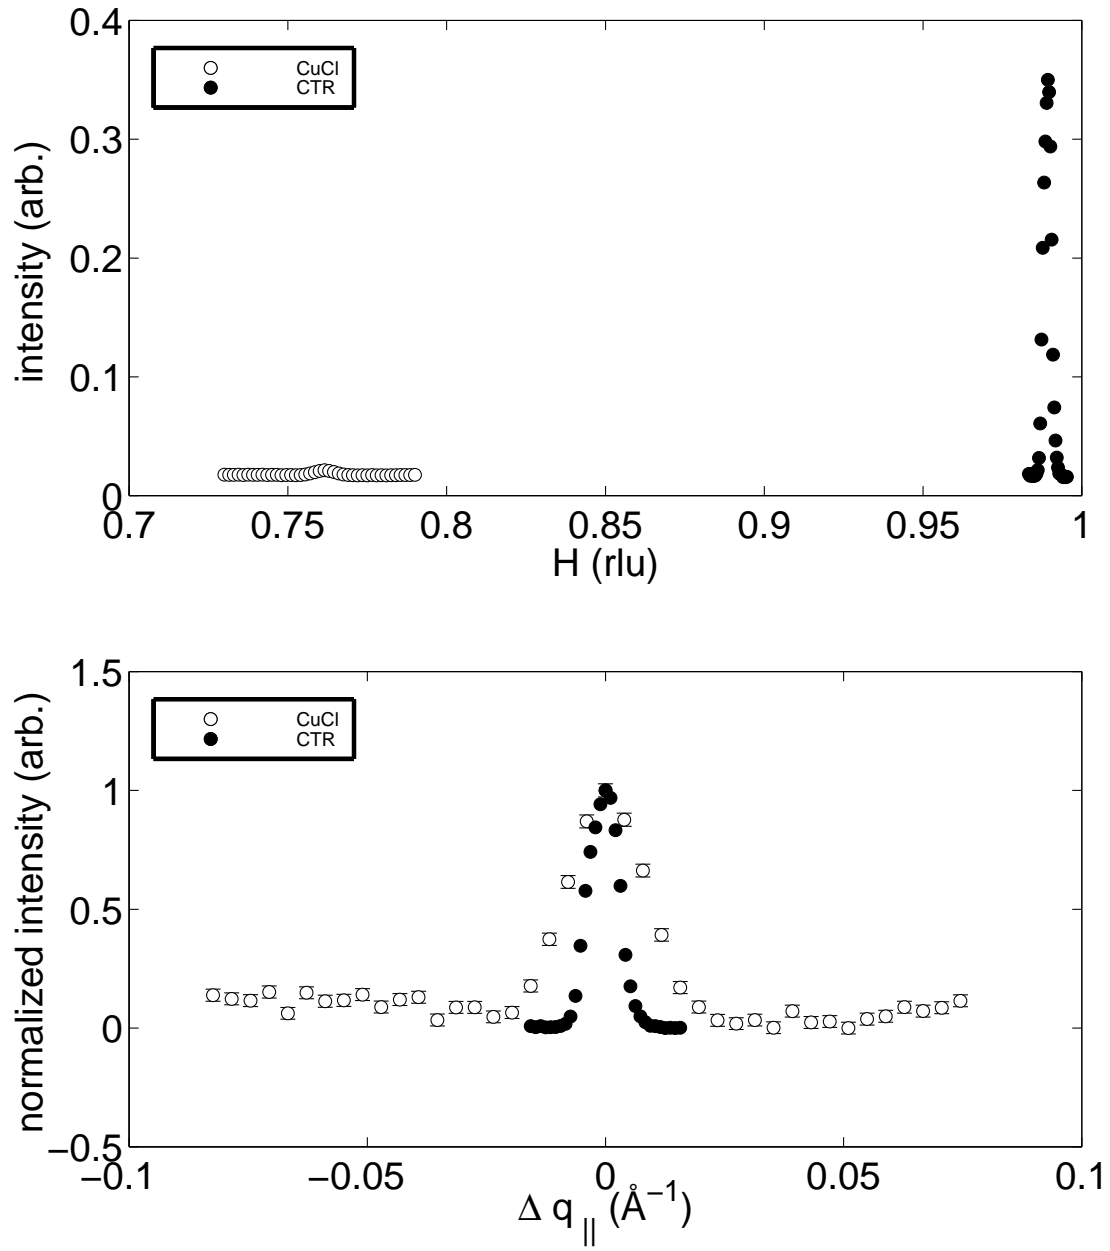 0.4
0.3
0.2
0.1
0
intensity (arb.)
CuCl
CTR
0.7
0.75
0.8
0.85
0.9
0.95
1
H (rlu)
1.5
1
0.5
0
−0.5
normalized intensity (arb.)
CuCl
CTR
−0.1
−0.05
0
0.05
0.1
Δ q|| (Å−1)